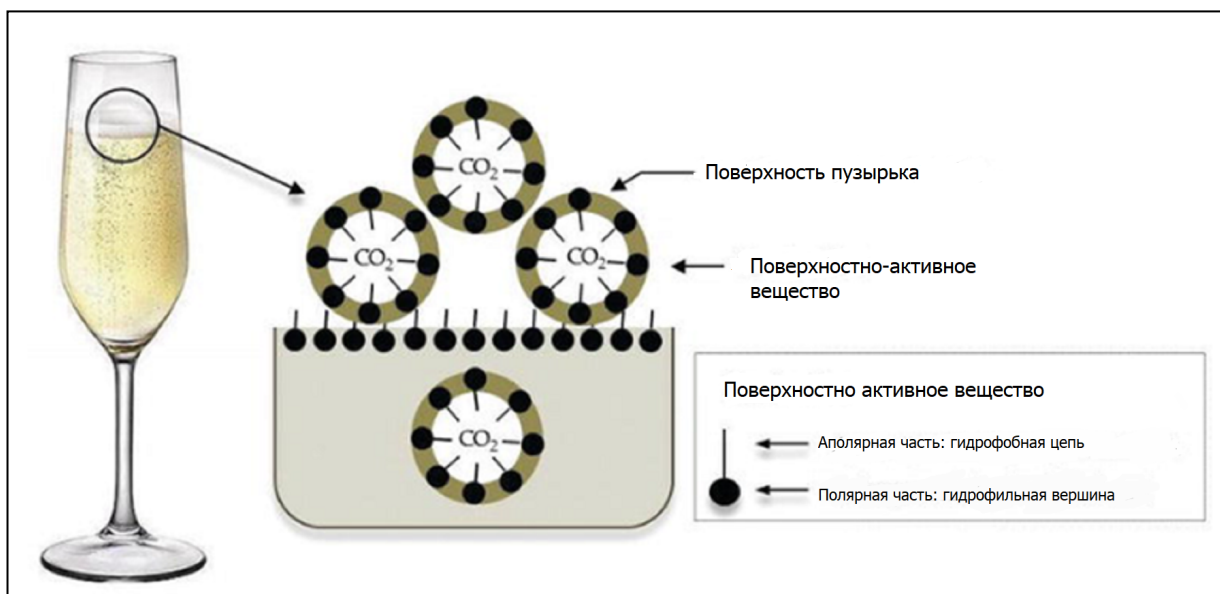 CO₂
Поверхность пузырька
CO₂
CO₂
Поверхностно-активное
вещество
Поверхностно активное вещество
Аполярная часть: гидрофобная цепь
CO₂
Полярная часть: гидрофильная вершина